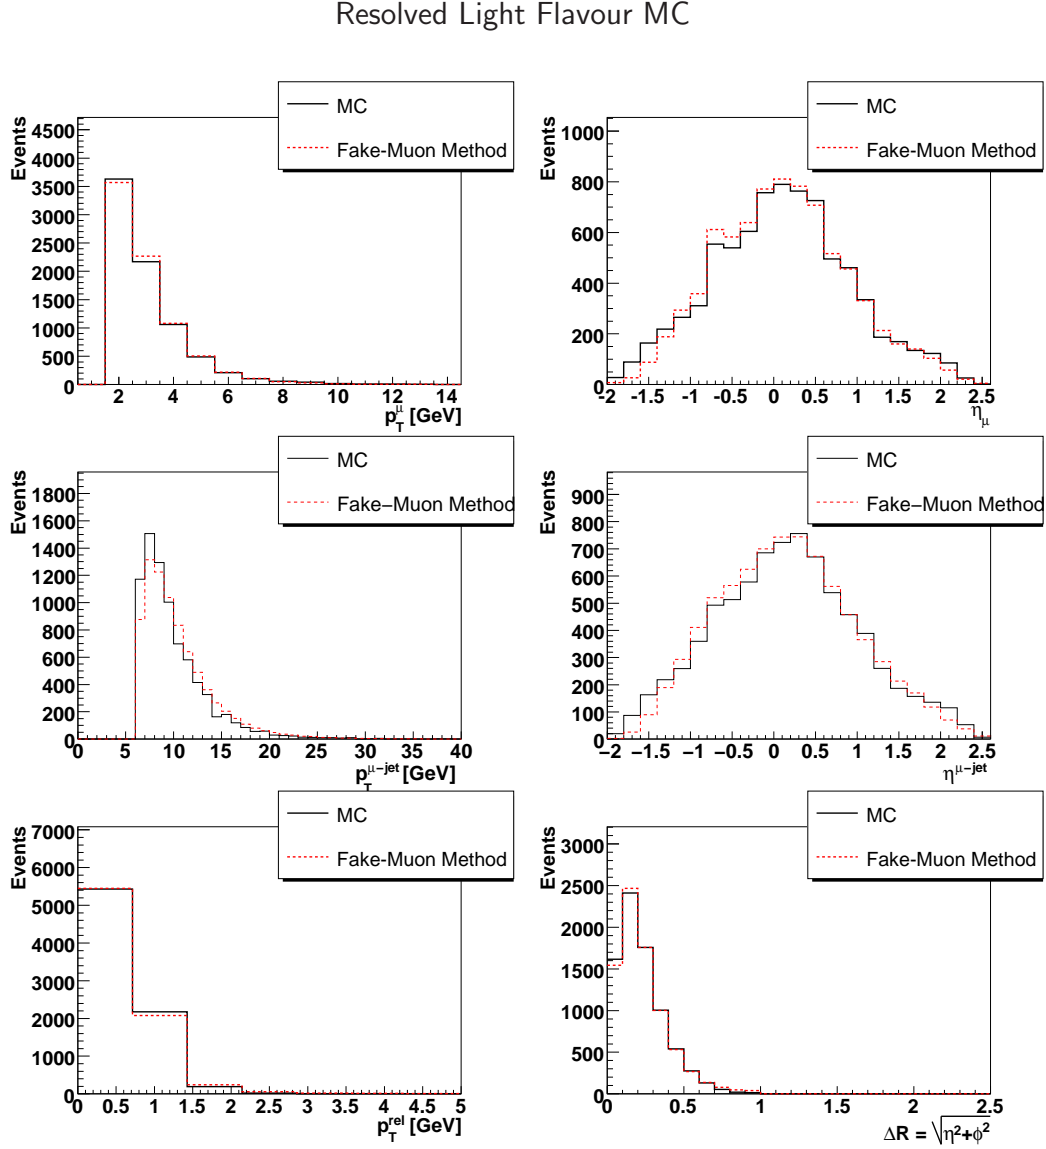 Resolved Light Flavour MC
MC
Fake-Muon Method
Events
4500
4000
3500
3000
2500
2000
1500
1000
500
0
2 4 6 8 10 12 14
p_T^μ [GeV]
MC
Fake-Muon Method
Events
1000
800
600
400
200
0
-2 -1.5 -1 -0.5 0 0.5 1 1.5 2 2.5
η_μ
MC
Fake−Muon Method
Events
1800
1600
1400
1200
1000
800
600
400
200
0
0 5 10 15 20 25 30 35 40
p_T^{μ−jet} [GeV]
MC
Fake−Muon Method
Events
900
800
700
600
500
400
300
200
100
0
−2 −1.5 −1 −0.5 0 0.5 1 1.5 2 2.5
η^{μ−jet}
MC
Fake-Muon Method
Events
7000
6000
5000
4000
3000
2000
1000
0
0 0.5 1 1.5 2 2.5 3 3.5 4 4.5 5
p_T^{rel} [GeV]
MC
Fake-Muon Method
Events
3000
2500
2000
1500
1000
500
0
0 0.5 1 1.5 2 2.5
ΔR = √η²+φ²